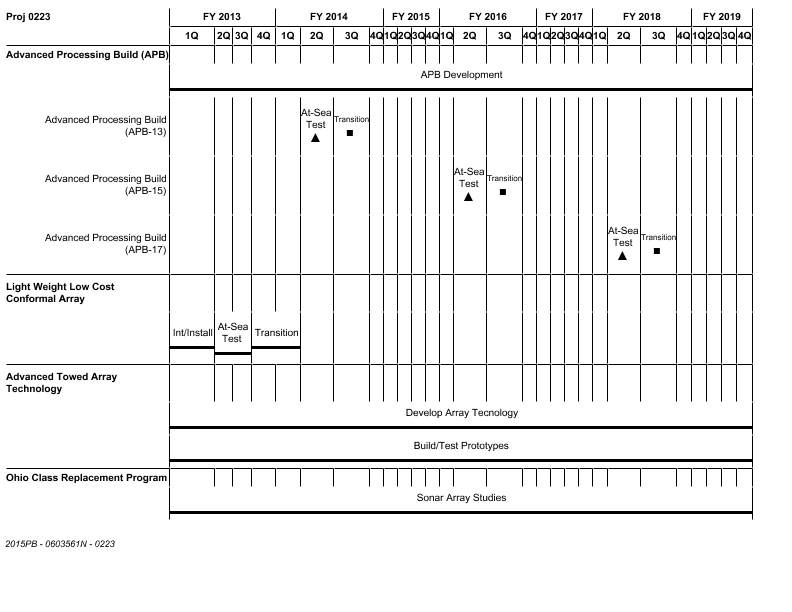 Proj 0223 FY 2013 FY 2014 FY 2015 FY 2016 FY 2017 FY 2018 FY 2019
1Q 2Q 3Q 4Q 1Q 2Q 3Q 4Q 1Q 2Q 3Q 4Q 1Q 2Q 3Q 4Q 1Q 2Q 3Q 4Q 1Q 2Q 3Q 4Q 1Q 2Q 3Q 4Q
Advanced Processing Build (APB)
APB Development
Advanced Processing Build
(APB-13)
At-Sea
Test
Transition
Advanced Processing Build
(APB-15)
At-Sea
Test
Transition
Advanced Processing Build
(APB-17)
At-Sea
Test
Transition
Light Weight Low Cost
Conformal Array
Int/Install
At-Sea
Test
Transition
Advanced Towed Array
Technology
Develop Array Tecnology
Build/Test Prototypes
Ohio Class Replacement Program
Sonar Array Studies
2015PB - 0603561N - 0223